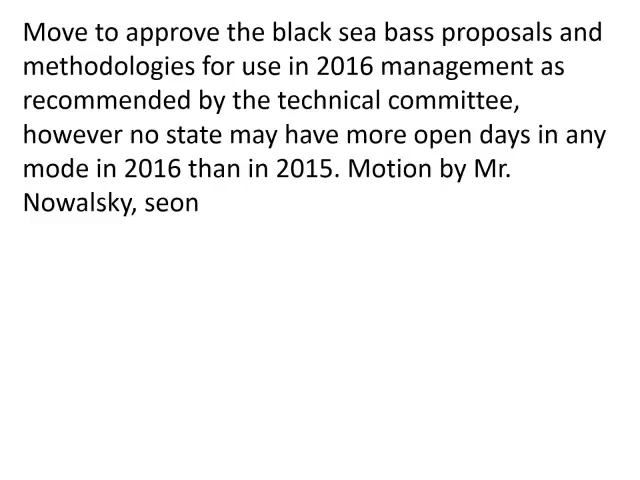 Move to approve the black sea bass proposals and
methodologies for use in 2016 management as
recommended by the technical committee,
however no state may have more open days in any
mode in 2016 than in 2015. Motion by Mr.
Nowalsky, seon